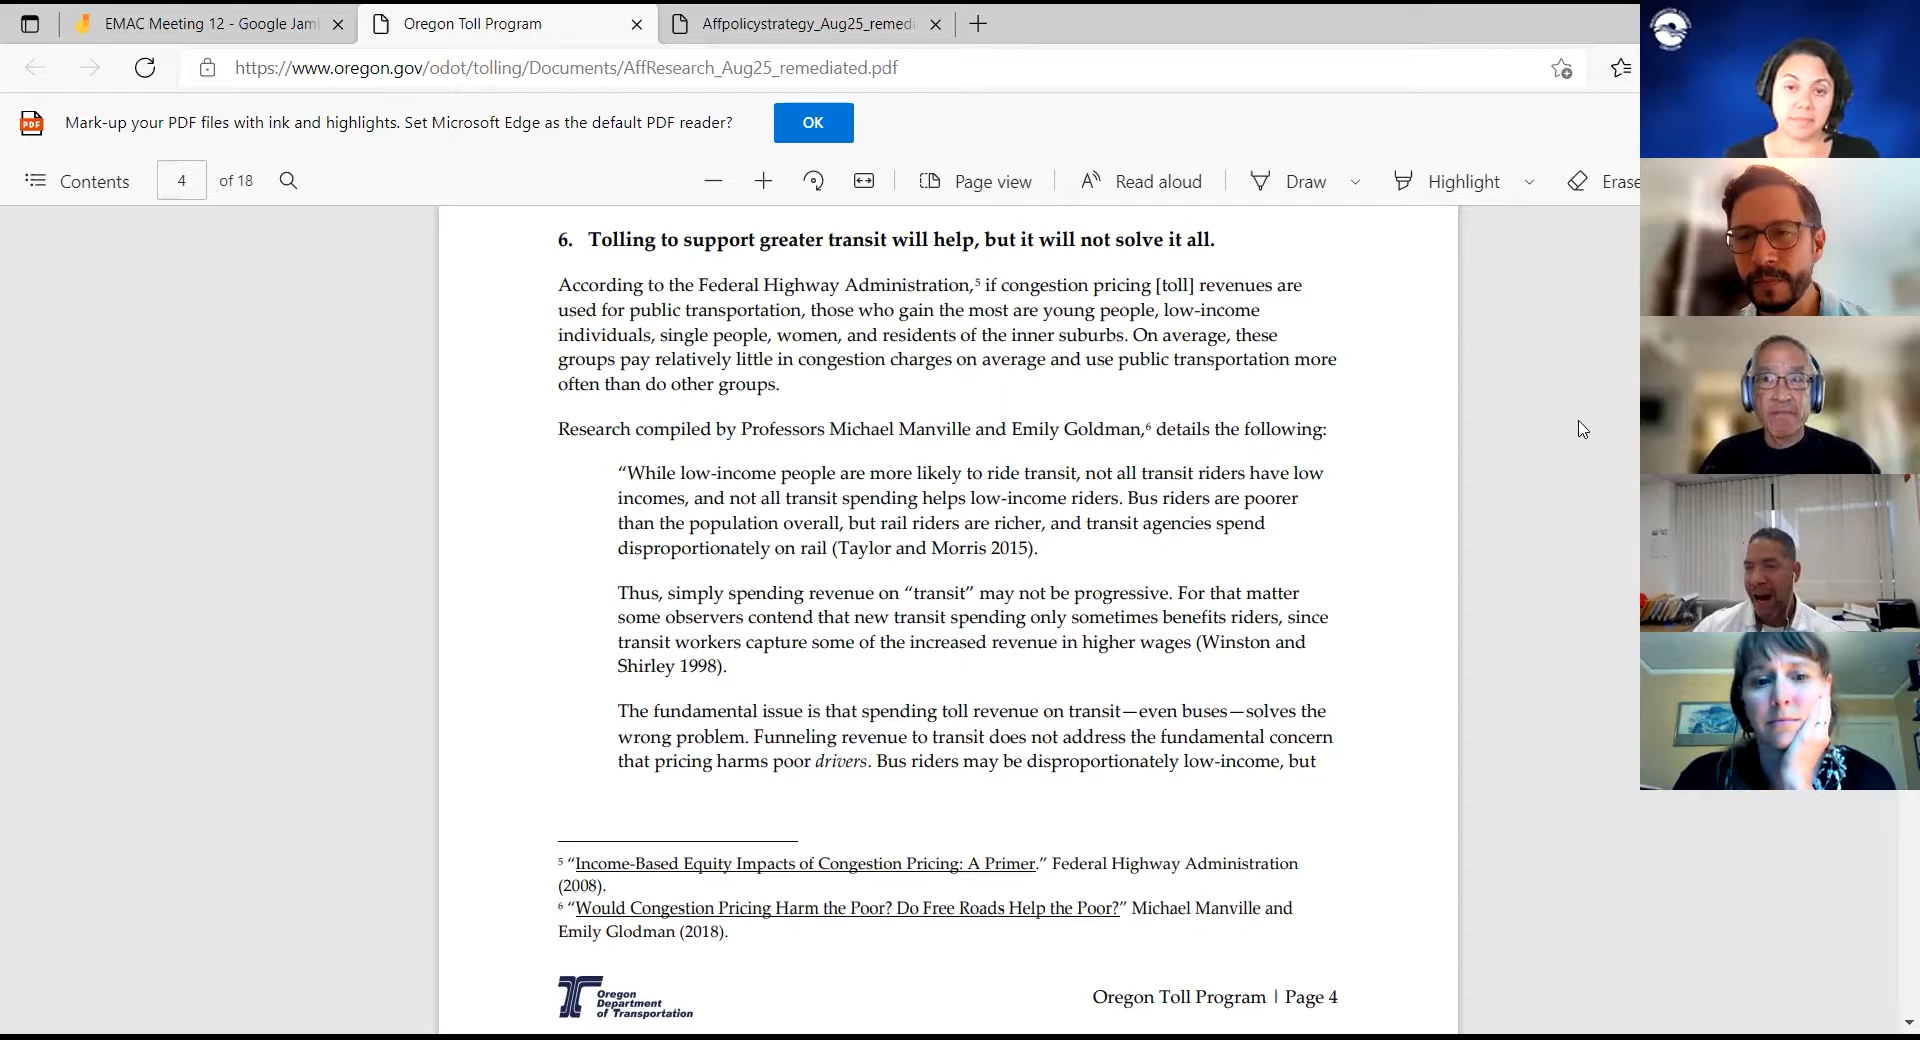 EMAC Meeting 12 - Google Jam
Oregon Toll Program
Affpolicystrategy_Aug25_remedi
https://www.oregon.gov/odot/tolling/Documents/AffResearch_Aug25_remediated.pdf
PDF
Mark-up your PDF files with ink and highlights. Set Microsoft Edge as the default PDF reader?
OK
Contents
4
of 18
Page view
Read aloud
Draw
Highlight
Erase
6. Tolling to support greater transit will help, but it will not solve it all.
According to the Federal Highway Administration,⁵ if congestion pricing [toll] revenues are
used for public transportation, those who gain the most are young people, low-income
individuals, single people, women, and residents of the inner suburbs. On average, these
groups pay relatively little in congestion charges on average and use public transportation more
often than do other groups.
Research compiled by Professors Michael Manville and Emily Goldman,⁶ details the following:
“While low-income people are more likely to ride transit, not all transit riders have low
incomes, and not all transit spending helps low-income riders. Bus riders are poorer
than the population overall, but rail riders are richer, and transit agencies spend
disproportionately on rail (Taylor and Morris 2015).
Thus, simply spending revenue on “transit” may not be progressive. For that matter
some observers contend that new transit spending only sometimes benefits riders, since
transit workers capture some of the increased revenue in higher wages (Winston and
Shirley 1998).
The fundamental issue is that spending toll revenue on transit—even buses—solves the
wrong problem. Funneling revenue to transit does not address the fundamental concern
that pricing harms poor drivers. Bus riders may be disproportionately low-income, but
⁵ “Income-Based Equity Impacts of Congestion Pricing: A Primer.” Federal Highway Administration
(2008).
⁶ “Would Congestion Pricing Harm the Poor? Do Free Roads Help the Poor?” Michael Manville and
Emily Glodman (2018).
Oregon
Department
of Transportation
Oregon Toll Program | Page 4